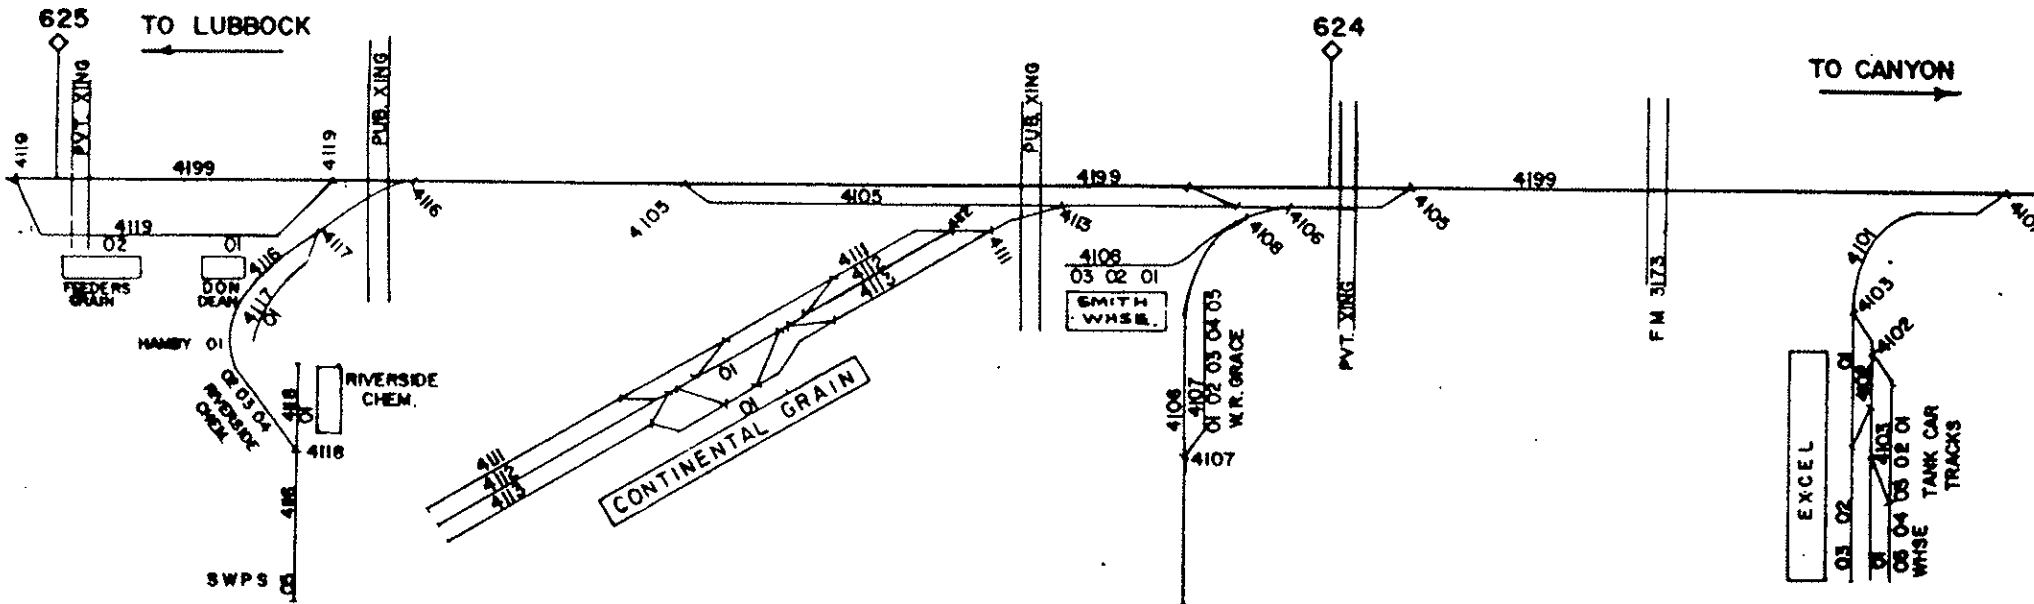 625
TO LUBBOCK
624
TO CANYON
PVT. XING
PUB. XING
PUB. XING
PVT. XING
FM 3173
4119
4199
4119
4119
02
01
FEEDERS
GRAIN
DON
DEAN
4116
4116
4117
4117
01
HAMBY 01
02 03 04
RIVERSIDE
CHEM.
4118
01
RIVERSIDE
CHEM.
4118
4116
SWPS 05
4105
4105
4199
4112
4113
4111
4111
4112
4113
01
01
4111
4112
4113
CONTINENTAL GRAIN
4108
4106
4105
4108
03 02 01
SMITH
WHSE.
4106
4107
01 02 03 04 05
W.R. GRACE
4107
4199
4101
4101
4103
4102
01
4102
4103
EXCEL
03 02
01
06 04 03 02 01
WHSE
TANK CAR
TRACKS